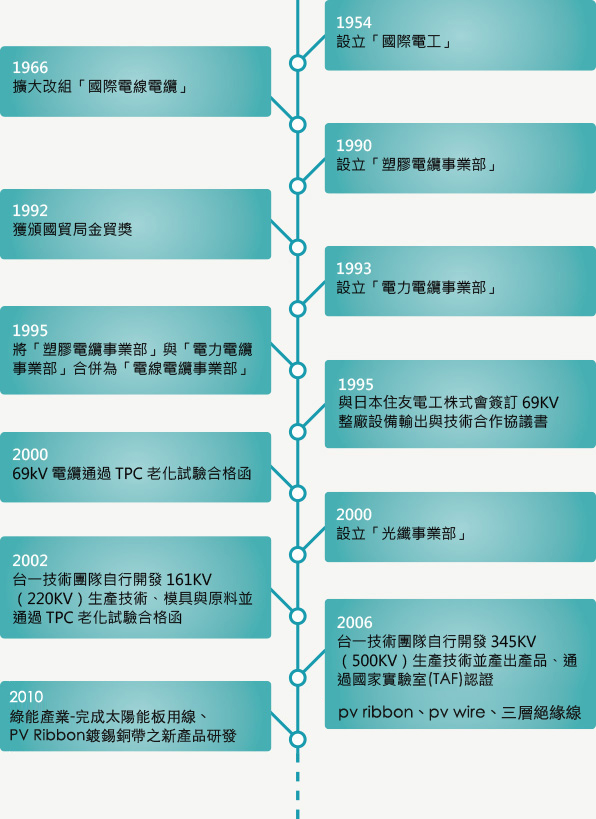 1954
設立「國際電工」
1966
擴大改組「國際電線電纜」
1990
設立「塑膠電纜事業部」
1992
獲頒國貿局金貿獎
1993
設立「電力電纜事業部」
1995
將「塑膠電纜事業部」與「電力電纜
事業部」合併為「電線電纜事業部」
1995
與日本住友電工株式會簽訂 69KV
整廠設備輸出與技術合作協議書
2000
69kV 電纜通過 TPC 老化試驗合格函
2000
設立「光纖事業部」
2002
台一技術團隊自行開發 161KV
（220KV）生產技術、模具與原料並
通過 TPC 老化試驗合格函
2006
台一技術團隊自行開發 345KV
（500KV）生產技術並產出產品、通
過國家實驗室(TAF)認證
pv ribbon、pv wire、三層絕緣線
2010
綠能產業-完成太陽能板用線、
PV Ribbon鍍錫銅帶之新產品研發